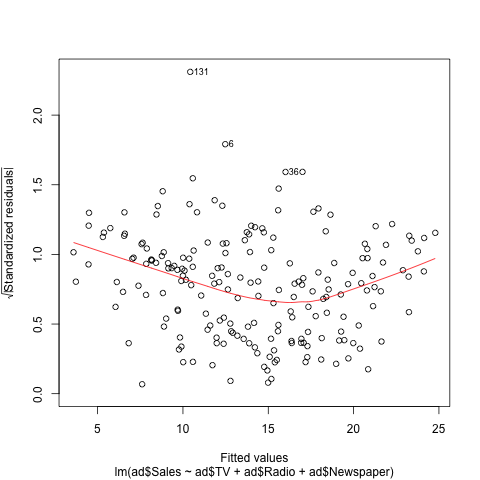 131
6
36
√|Standardized residuals|
0.0 0.5 1.0 1.5 2.0
5 10 15 20 25
Fitted values
lm(ad$Sales ~ ad$TV + ad$Radio + ad$Newspaper)